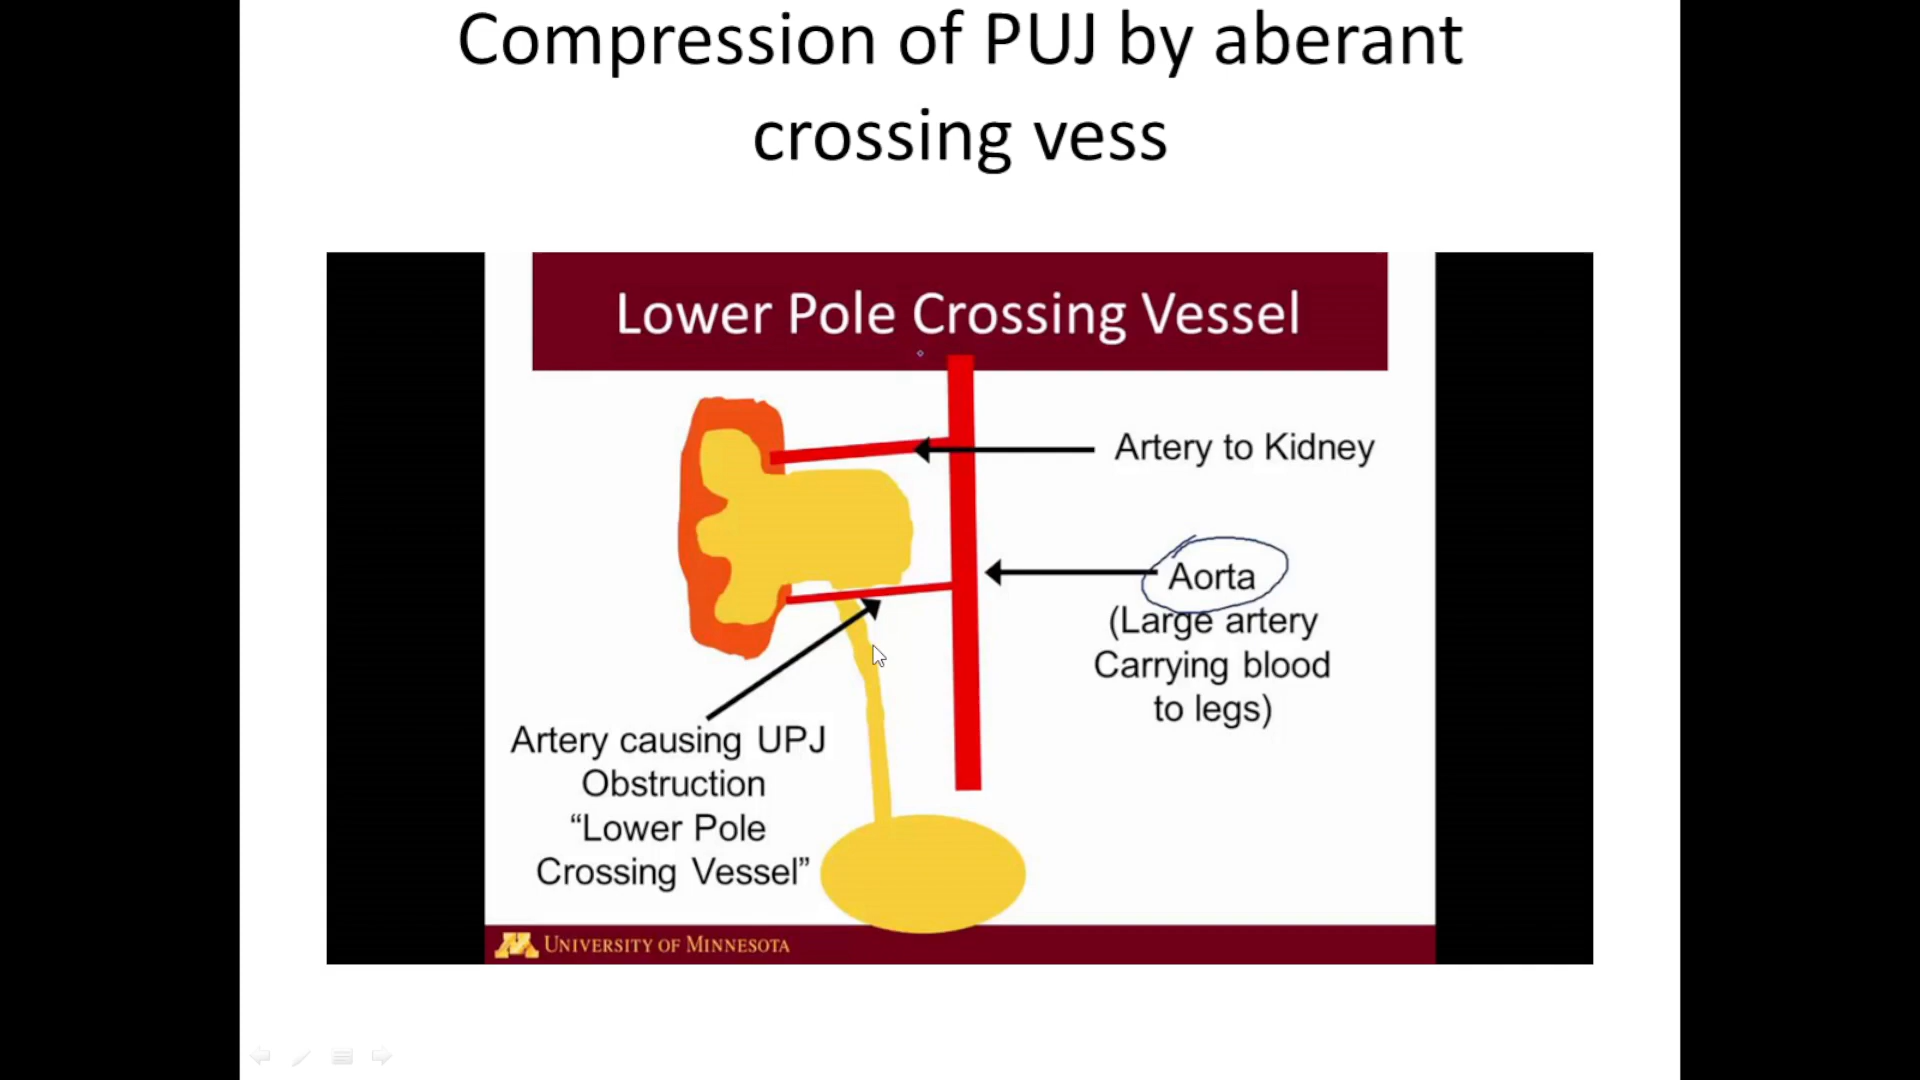 Compression of PUJ by aberant
crossing vess
Lower Pole Crossing Vessel
Artery to Kidney
Aorta
(Large artery
Carrying blood
to legs)
Artery causing UPJ
Obstruction
“Lower Pole
Crossing Vessel”
M UNIVERSITY OF MINNESOTA